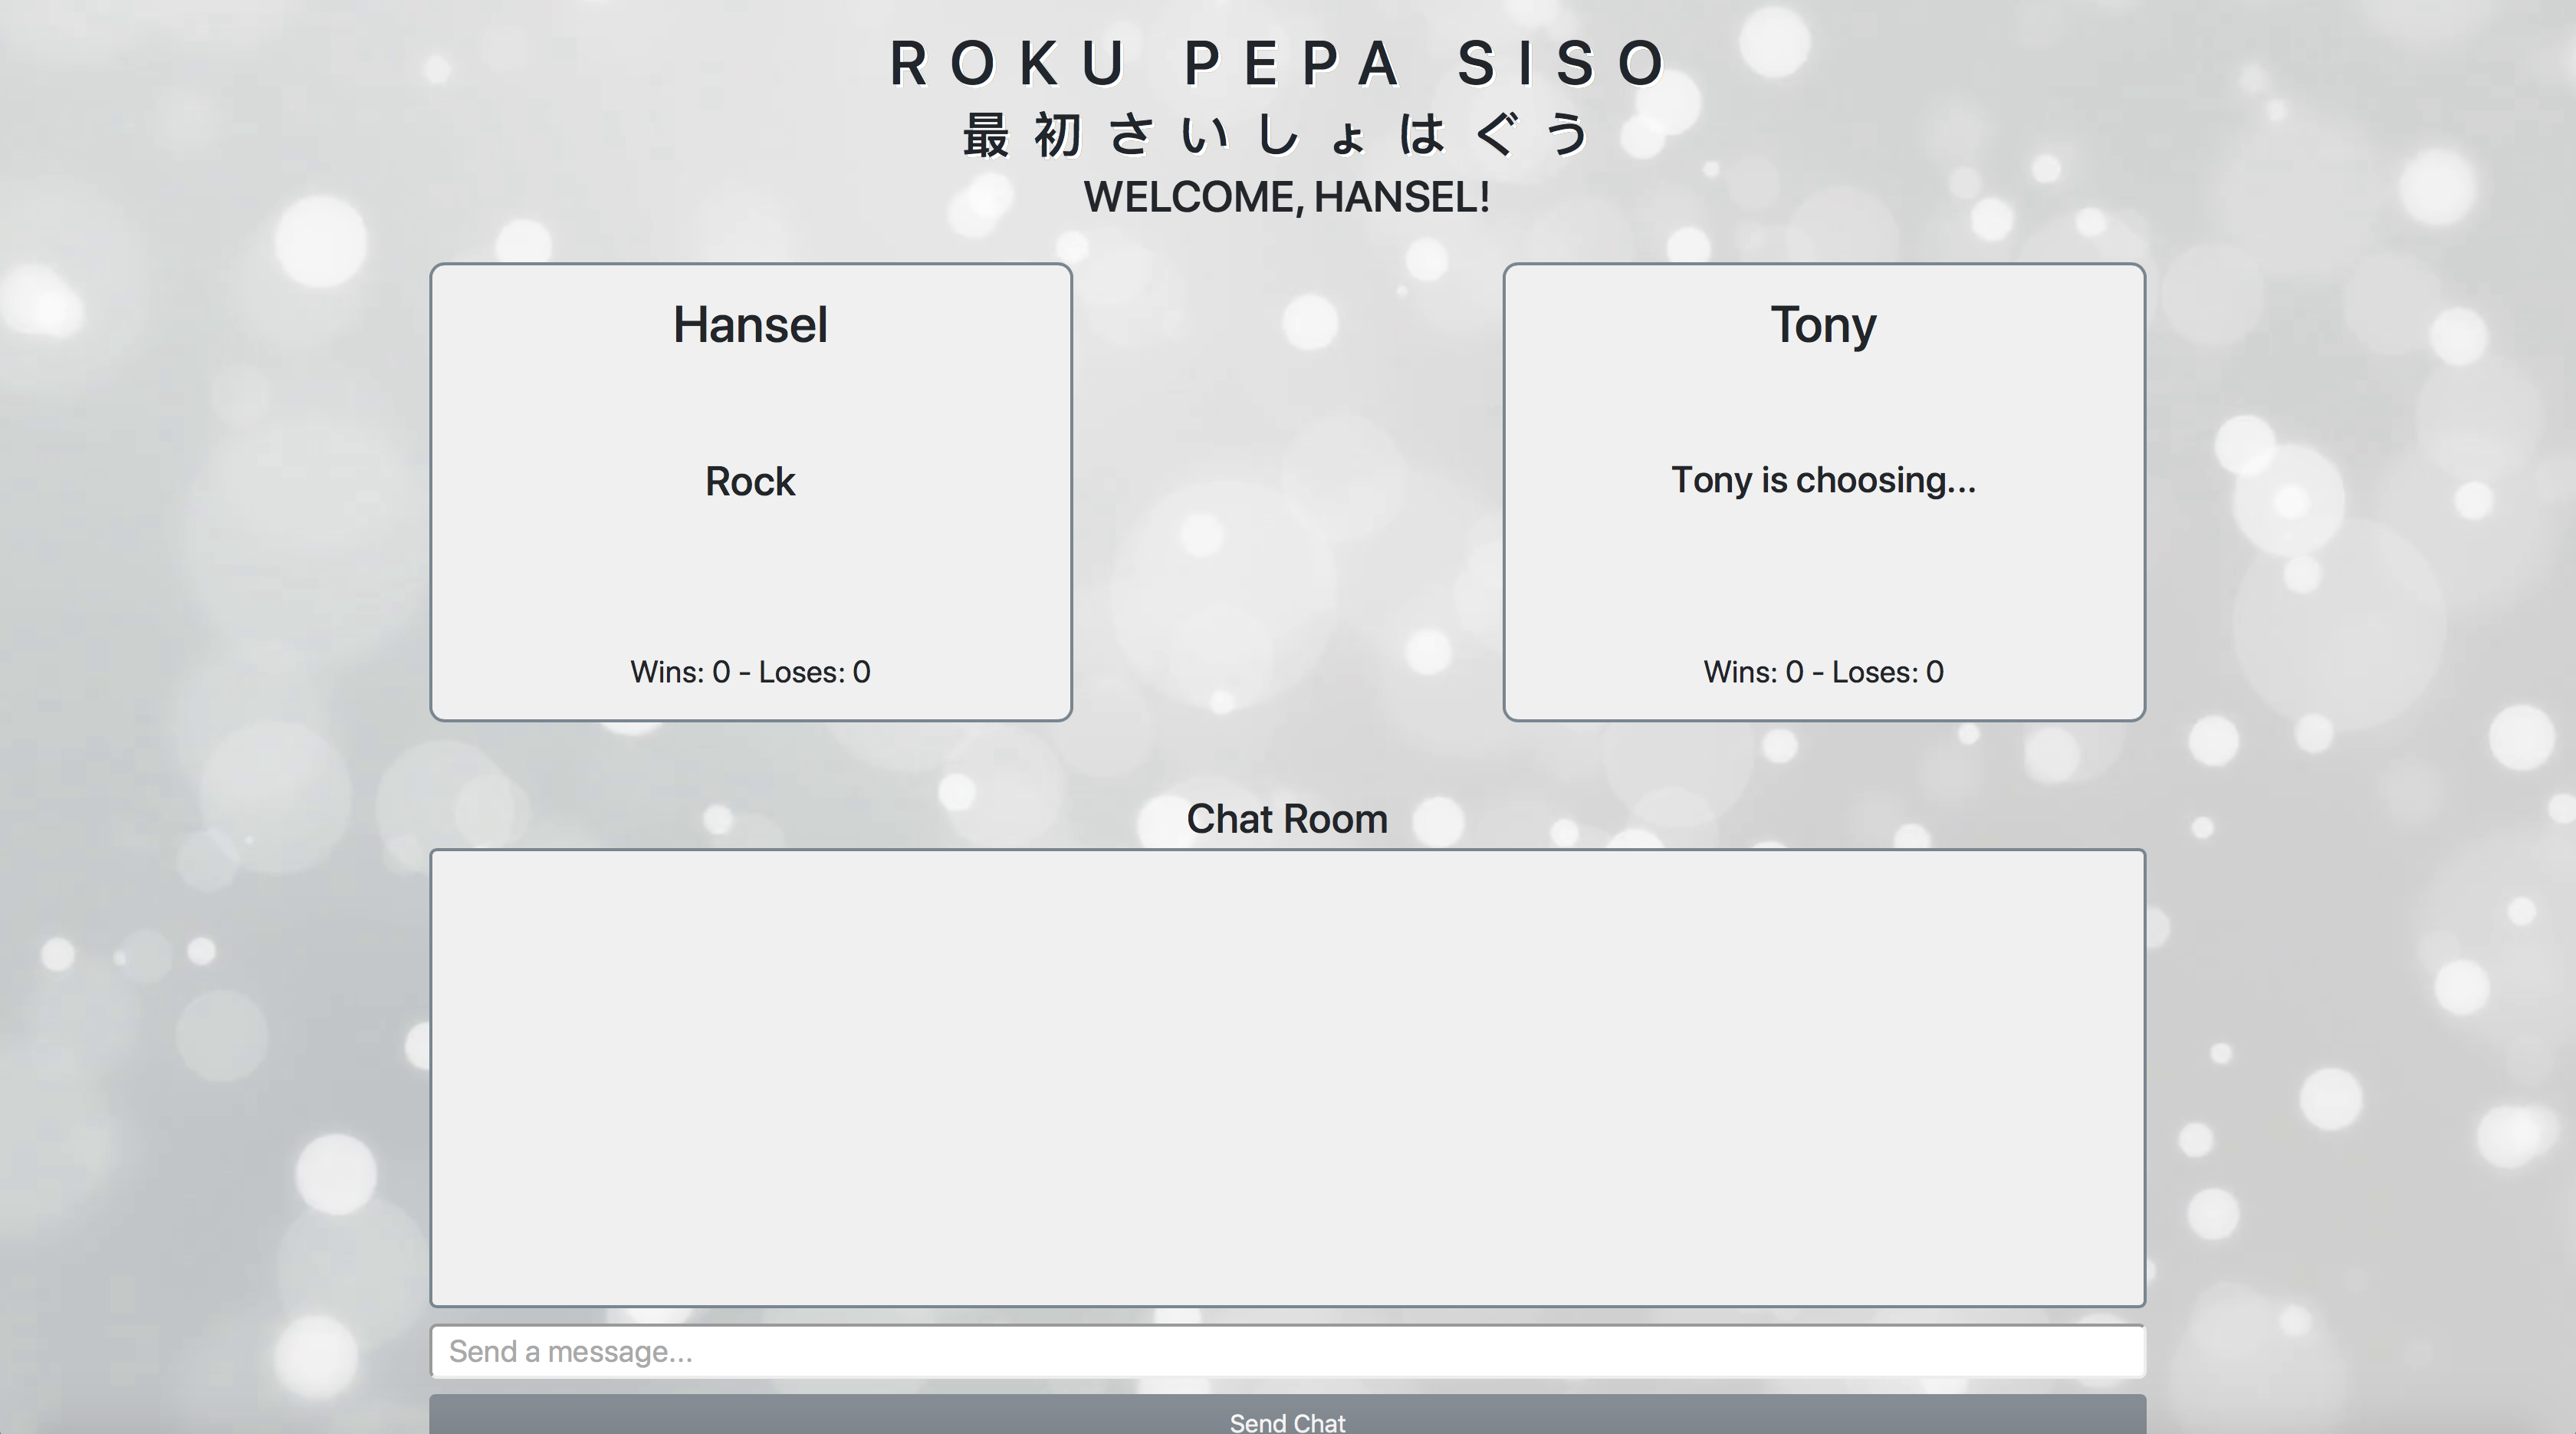 ROKU PEPA SISO
最初さいしょはぐう
WELCOME, HANSEL!
Hansel
Rock
Wins: 0 - Loses: 0
Tony
Tony is choosing...
Wins: 0 - Loses: 0
Chat Room
Send a message...
Send Chat